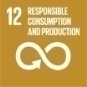 12 RESPONSIBLE
CONSUMPTION
AND PRODUCTION